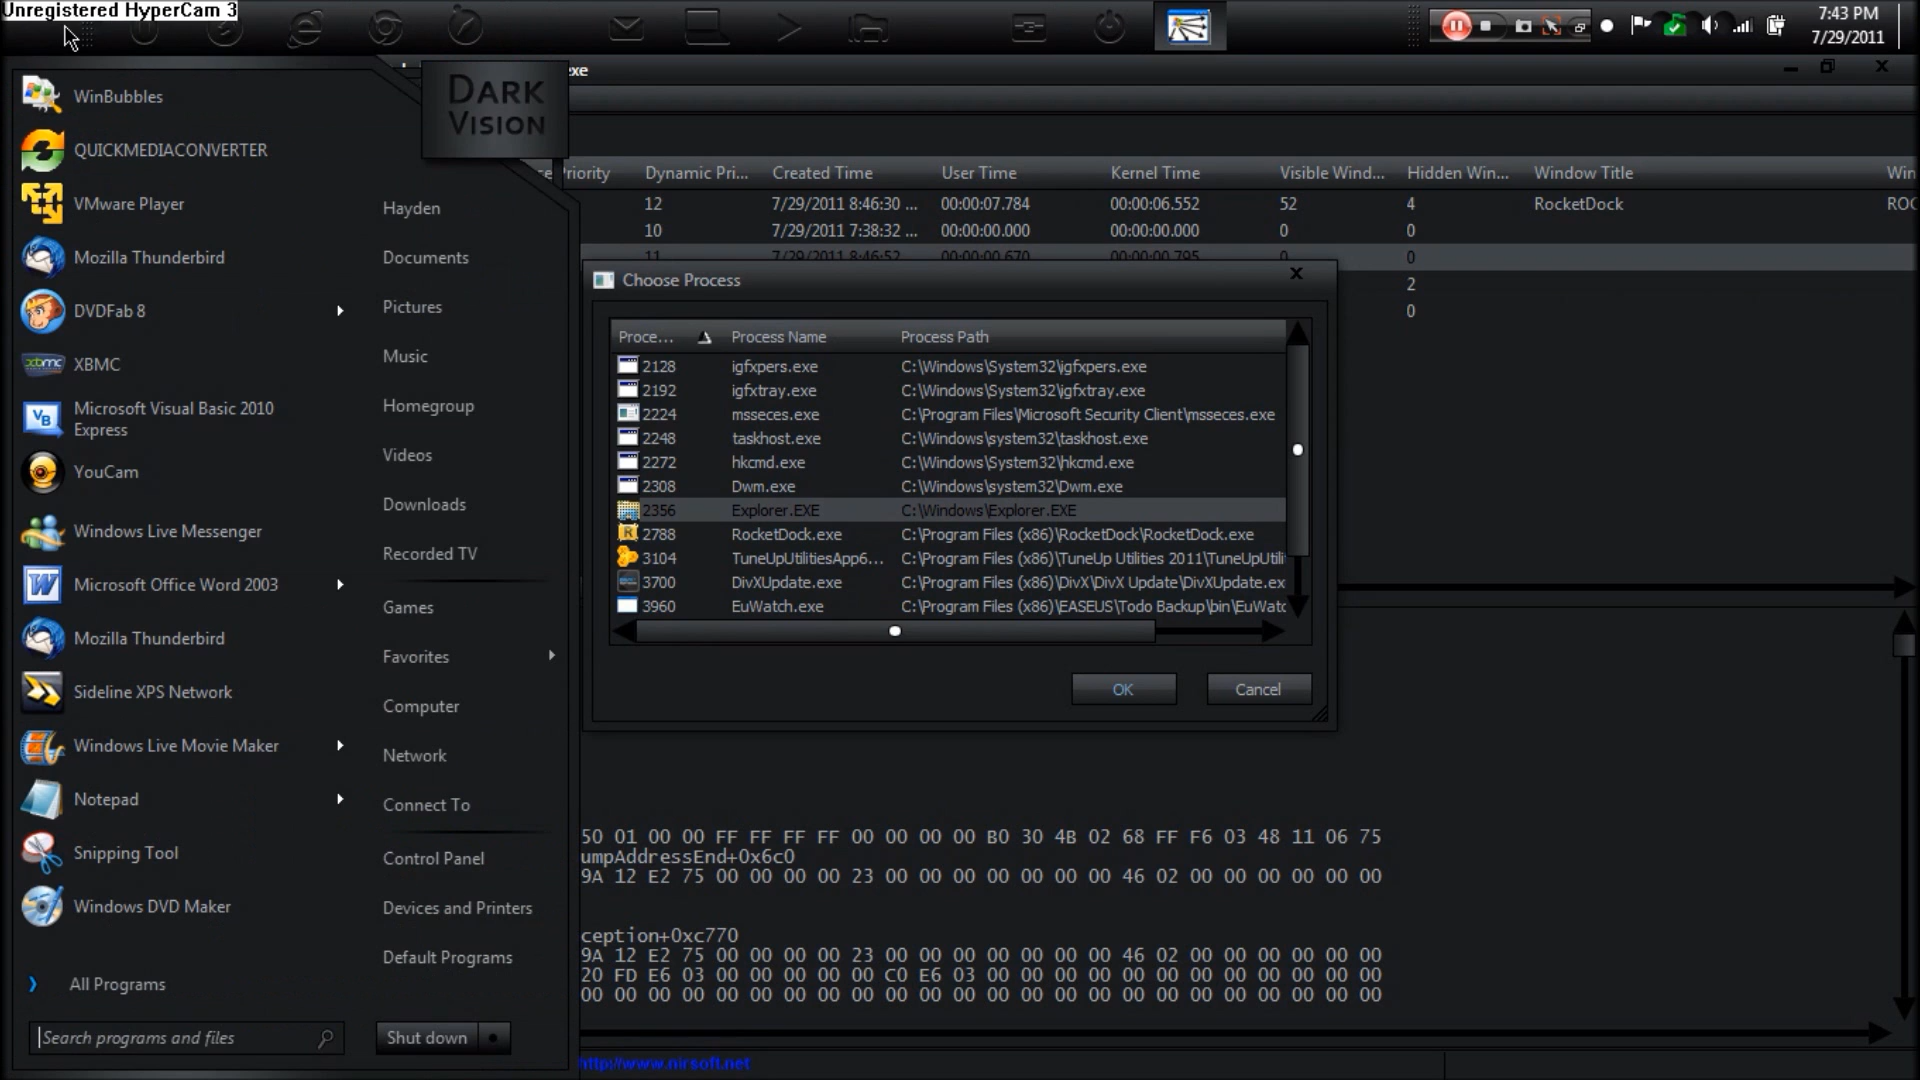 Unregistered HyperCam 3
7:43 PM
7/29/2011
DARK
VISION
WinBubbles
QUICKMEDIACONVERTER
VMware Player
Mozilla Thunderbird
DVDFab 8
XBMC
Microsoft Visual Basic 2010
Express
YouCam
Windows Live Messenger
Microsoft Office Word 2003
Mozilla Thunderbird
Sideline XPS Network
Windows Live Movie Maker
Notepad
Snipping Tool
Windows DVD Maker
All Programs
Search programs and files
Hayden
Documents
Pictures
Music
Homegroup
Videos
Downloads
Recorded TV
Games
Favorites
Computer
Network
Connect To
Control Panel
Devices and Printers
Default Programs
Shut down
exe
Priority Dynamic Pri... Created Time User Time Kernel Time Visible Wind... Hidden Win... Window Title Win
12 7/29/2011 8:46:30 ... 00:00:07.784 00:00:06.552 52 4 RocketDock ROC
10 7/29/2011 7:38:32 ... 00:00:00.000 00:00:00.000 0 0
11 7/29/2011 8:46:52 00:00:00.670 00:00:00.795 0 0
2
0
Choose Process
Proce... Process Name Process Path
2128 igfxpers.exe C:\Windows\System32\igfxpers.exe
2192 igfxtray.exe C:\Windows\System32\igfxtray.exe
2224 msseces.exe C:\Program Files\Microsoft Security Client\msseces.exe
2248 taskhost.exe C:\Windows\system32\taskhost.exe
2272 hkcmd.exe C:\Windows\System32\hkcmd.exe
2308 Dwm.exe C:\Windows\system32\Dwm.exe
2356 Explorer.EXE C:\Windows\Explorer.EXE
2788 RocketDock.exe C:\Program Files (x86)\RocketDock\RocketDock.exe
3104 TuneUpUtilitiesApp6... C:\Program Files (x86)\TuneUp Utilities 2011\TuneUpUtili
3700 DivXUpdate.exe C:\Program Files (x86)\DivX\DivX Update\DivXUpdate.ex
3960 EuWatch.exe C:\Program Files (x86)\EASEUS\Todo Backup\bin\EuWatc
OK Cancel
50 01 00 00 FF FF FF FF 00 00 00 00 B0 30 4B 02 68 FF F6 03 48 11 06 75
umpAddressEnd+0x6c0
9A 12 E2 75 00 00 00 00 23 00 00 00 00 00 00 00 46 02 00 00 00 00
ception+0xc770
9A 12 E2 75 00 00 00 00 23 00 00 00 00 00 00 00 46 02 00 00 00 00
20 FD E6 03 00 00 00 00 00 C0 E6 03 00 00 00 00 00 00 00 00 00 00
00 00 00 00 00 00 00 00 00 00 00 00 00 00 00 00 00 00 00 00 00 00
http://www.nirsoft.net